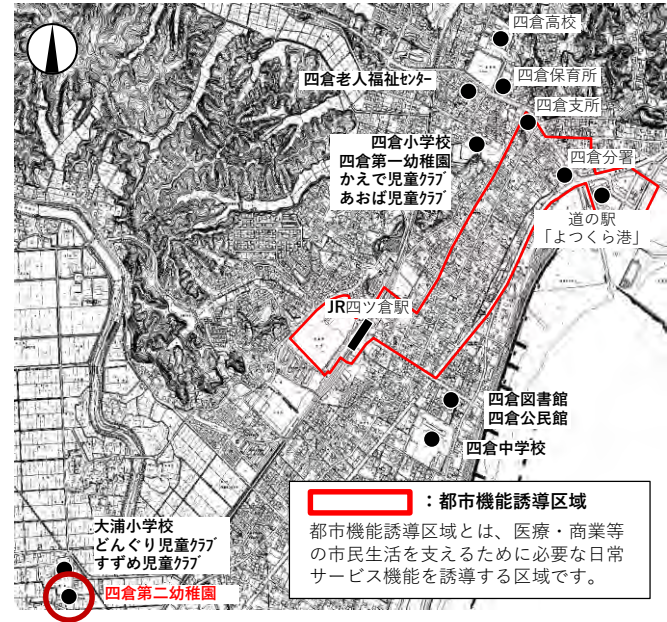 四倉高校
四倉老人福祉ｾﾝﾀｰ
四倉保育所
四倉支所
四倉小学校
四倉第一幼稚園
かえで児童ｸﾗﾌﾞ
あおば児童ｸﾗﾌﾞ
四倉分署
道の駅
「よつくら港」
JR四ツ倉駅
四倉図書館
四倉公民館
四倉中学校
：都市機能誘導区域
都市機能誘導区域とは、医療・商業等
の市民生活を支えるために必要な日常
サービス機能を誘導する区域です。
大浦小学校
どんぐり児童ｸﾗﾌﾞ
すずめ児童ｸﾗﾌﾞ
四倉第二幼稚園